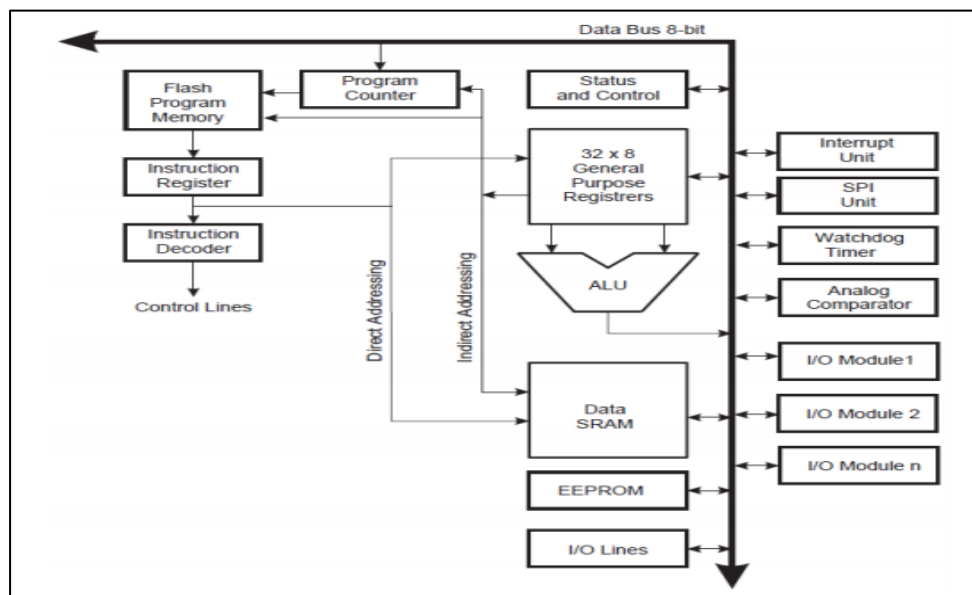 Data Bus 8-bit
Flash
Program
Memory
Program
Counter
Status
and Control
Instruction
Register
32 x 8
General
Purpose
Registrers
Interrupt
Unit
SPI
Unit
Instruction
Decoder
Watchdog
Timer
Control Lines
Direct Addressing
Indirect Addressing
ALU
Analog
Comparator
I/O Module1
Data
SRAM
I/O Module 2
I/O Module n
EEPROM
I/O Lines